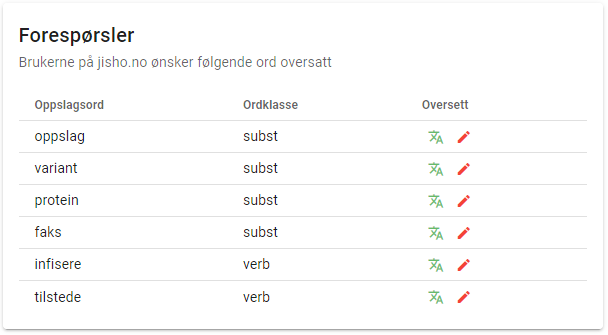 Forespørsler
Brukerne på jisho.no ønsker følgende ord oversatt
Oppslagsord Ordklasse Oversett
oppslag subst
variant subst
protein subst
faks subst
infisere verb
tilstede verb